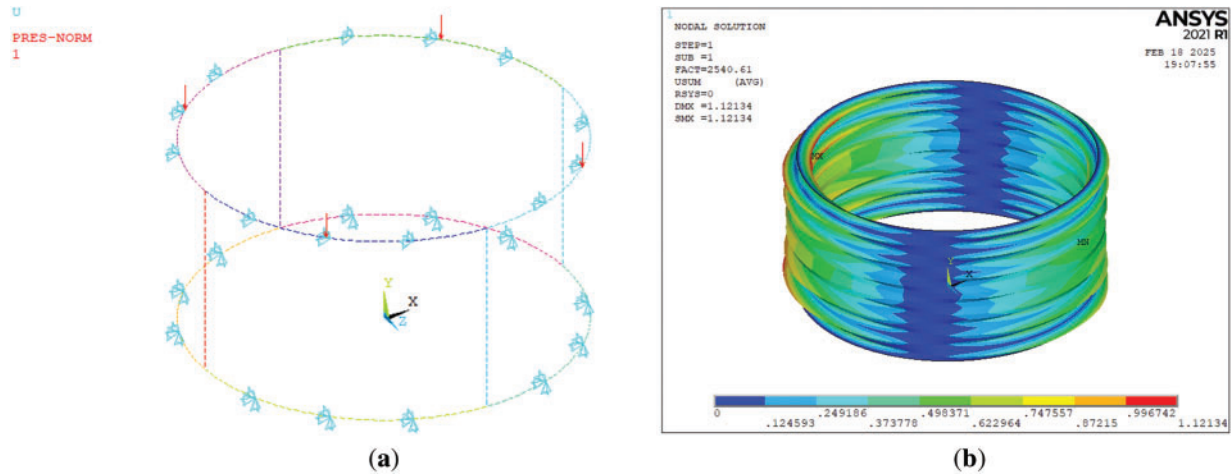 U
PRES-NORM
1
Y
X
Z
(a)
1
NODAL SOLUTION
STEP=1
SUB =1
FACT=2540.61
USUM (AVG)
RSYS=0
DMX =1.12134
SMX =1.12134
ANSYS
2021 R1
FEB 18 2025
19:07:55
MX
MN
Y
X
0 .249186 .498371 .747557 .996742
.124593 .373778 .622964 .87215 1.12134
(b)